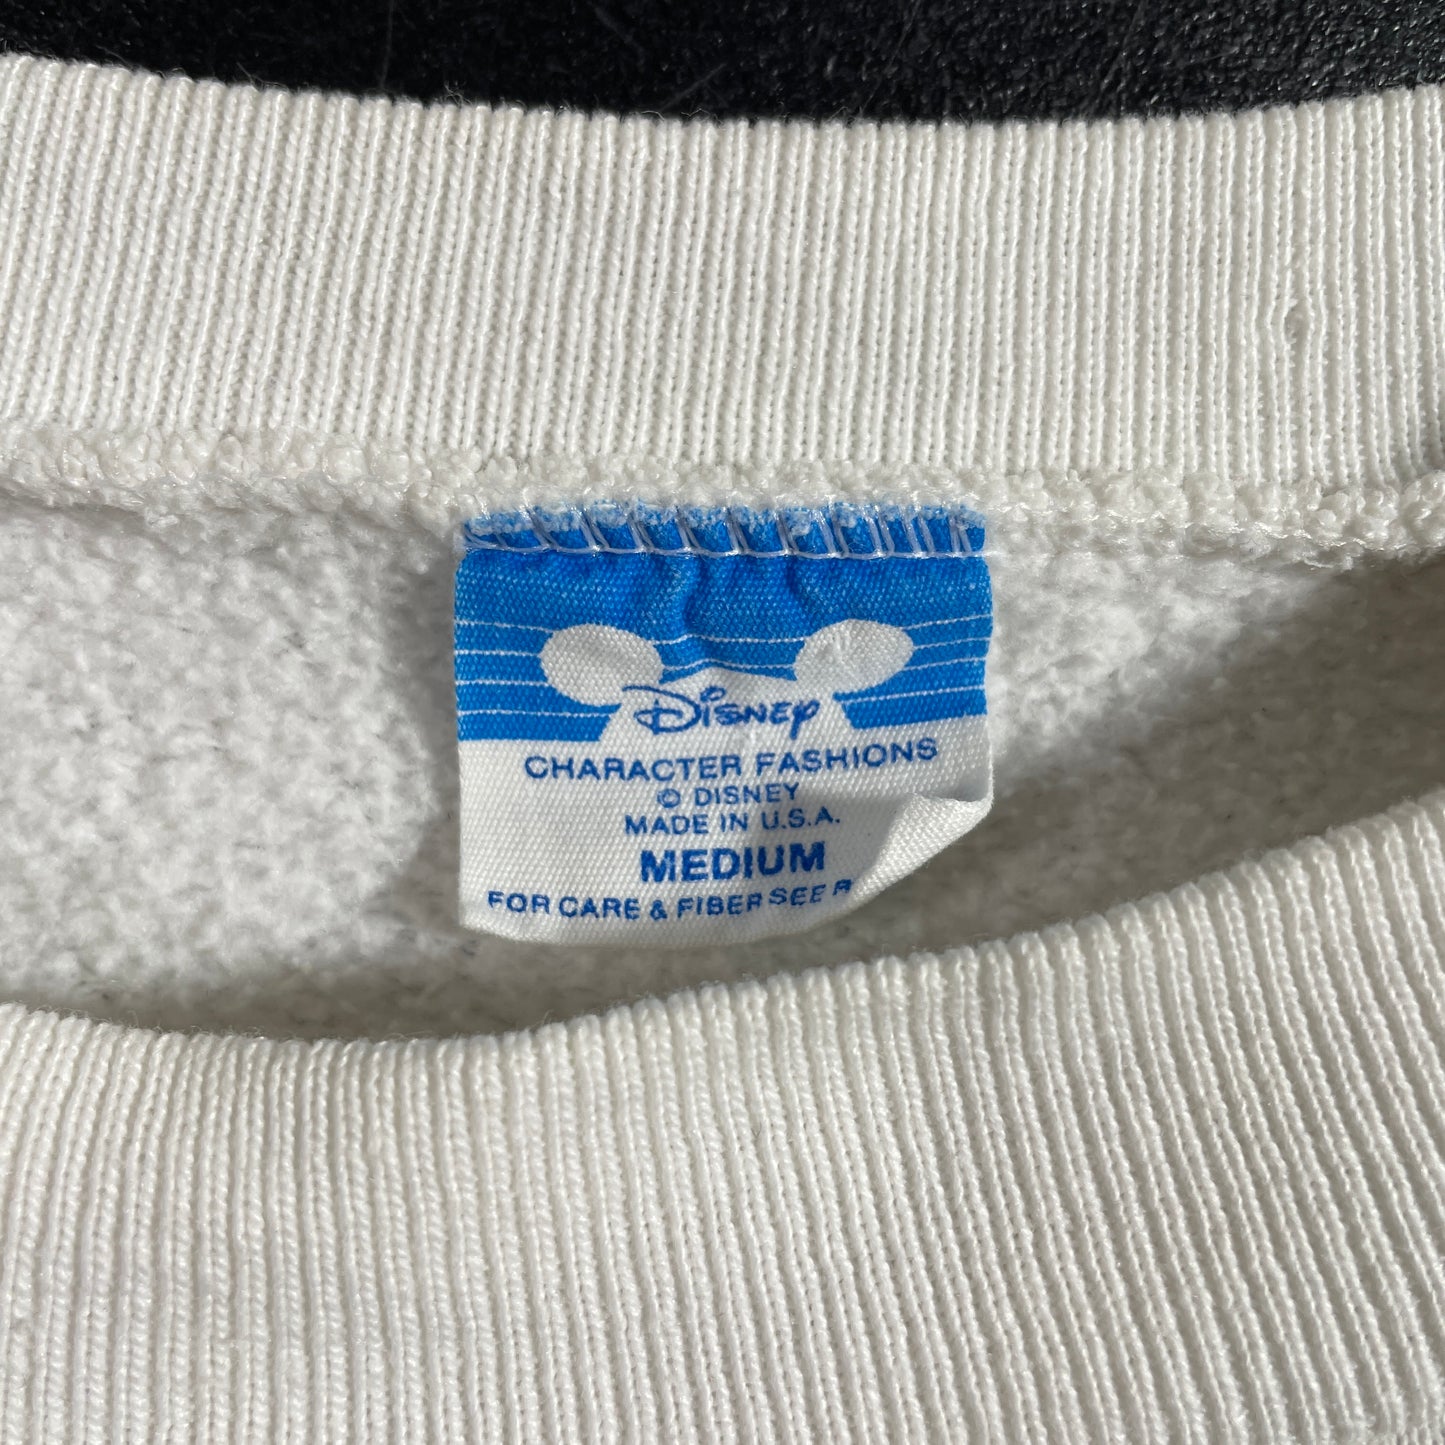 Disney
CHARACTER FASHIONS
© DISNEY
MADE IN U.S.A.
MEDIUM
FOR CARE & FIBER SEE